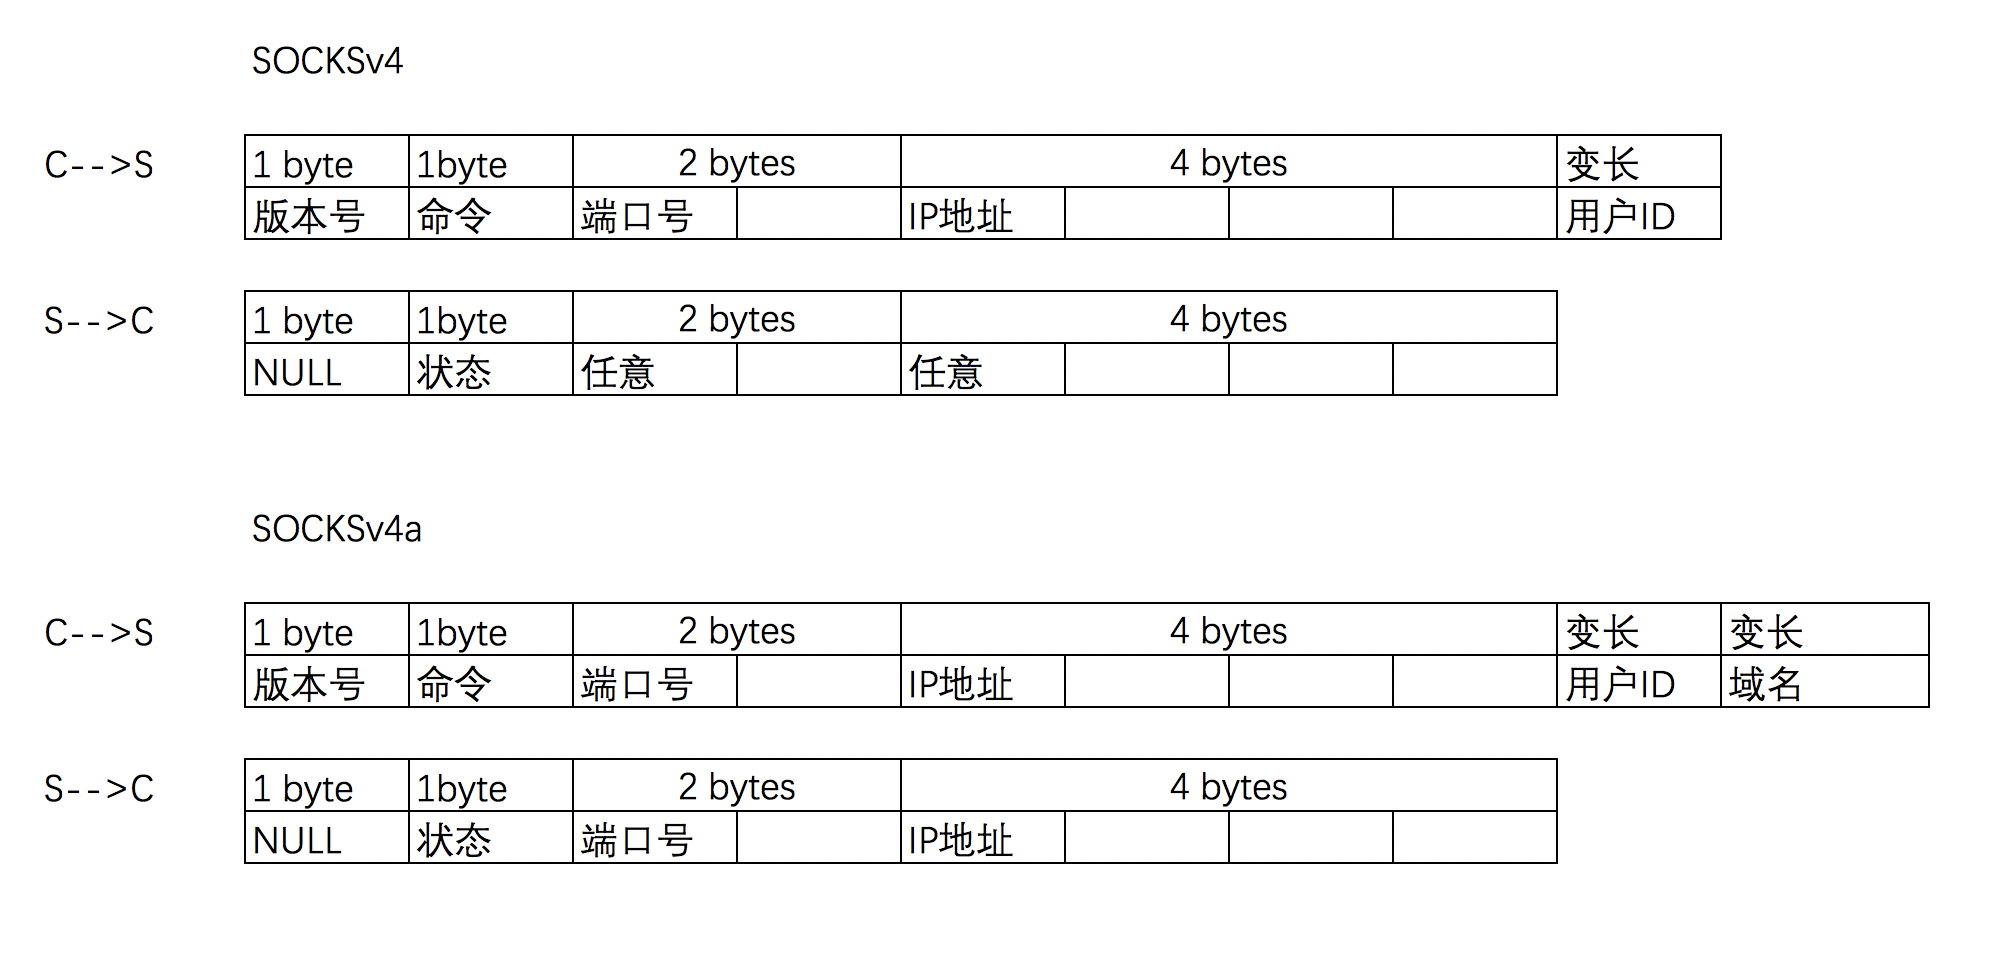 SOCKSv4
C-->S 1 byte 1byte 2 bytes 4 bytes 变长
版本号 命令 端口号 IP地址 用户ID
S-->C 1 byte 1byte 2 bytes 4 bytes
NULL 状态 任意 任意
SOCKSv4a
C-->S 1 byte 1byte 2 bytes 4 bytes 变长 变长
版本号 命令 端口号 IP地址 用户ID 域名
S-->C 1 byte 1byte 2 bytes 4 bytes
NULL 状态 端口号 IP地址